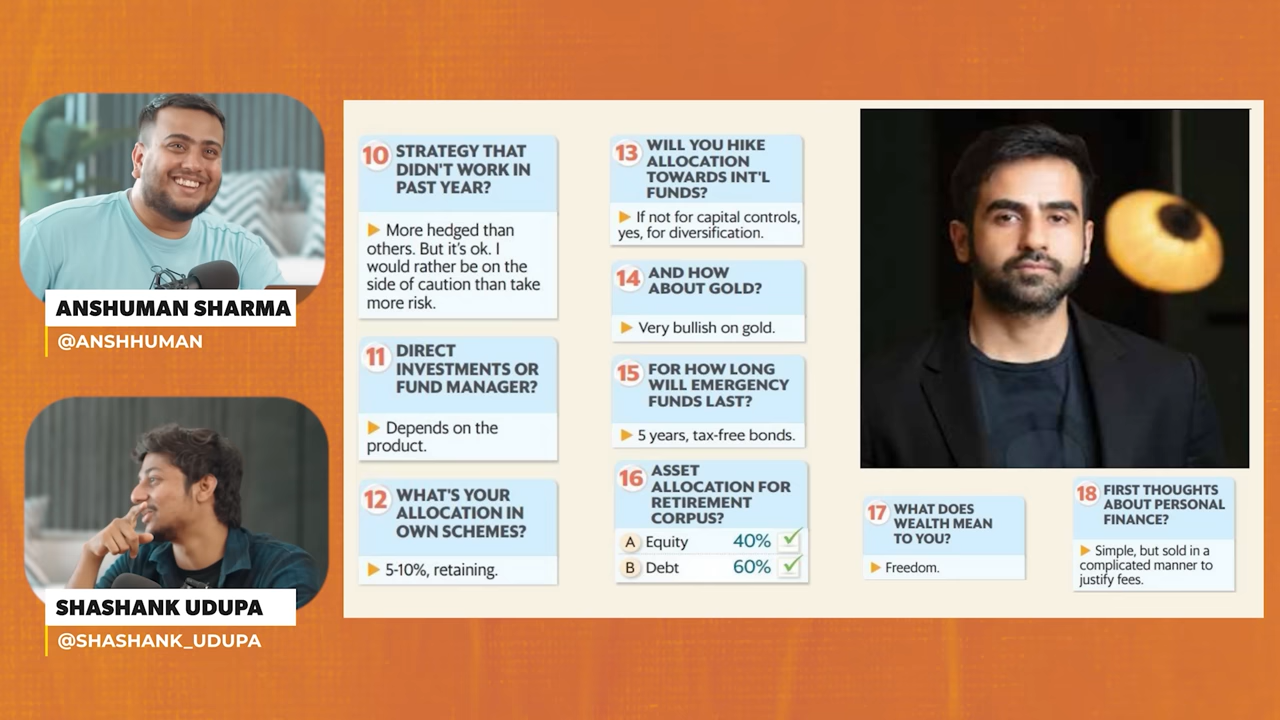 ANSHUMAN SHARMA
@ANSHHUMAN
SHASHANK UDUPA
@SHASHANK_UDUPA
10 STRATEGY THAT
DIDN'T WORK IN
PAST YEAR?
▶ More hedged than
others. But it's ok. I
would rather be on the
side of caution than take
more risk.
11 DIRECT
INVESTMENTS OR
FUND MANAGER?
▶ Depends on the
product.
12 WHAT'S YOUR
ALLOCATION IN
OWN SCHEMES?
▶ 5-10%, retaining.
13 WILL YOU HIKE
ALLOCATION
TOWARDS INT'L
FUNDS?
▶ If not for capital controls,
yes, for diversification.
14 AND HOW
ABOUT GOLD?
▶ Very bullish on gold.
15 FOR HOW LONG
WILL EMERGENCY
FUNDS LAST?
▶ 5 years, tax-free bonds.
16 ASSET
ALLOCATION FOR
RETIREMENT
CORPUS?
A Equity 40%
B Debt 60%
17 WHAT DOES
WEALTH MEAN
TO YOU?
▶ Freedom.
18 FIRST THOUGHTS
ABOUT PERSONAL
FINANCE?
▶ Simple, but sold in a
complicated manner to
justify fees.